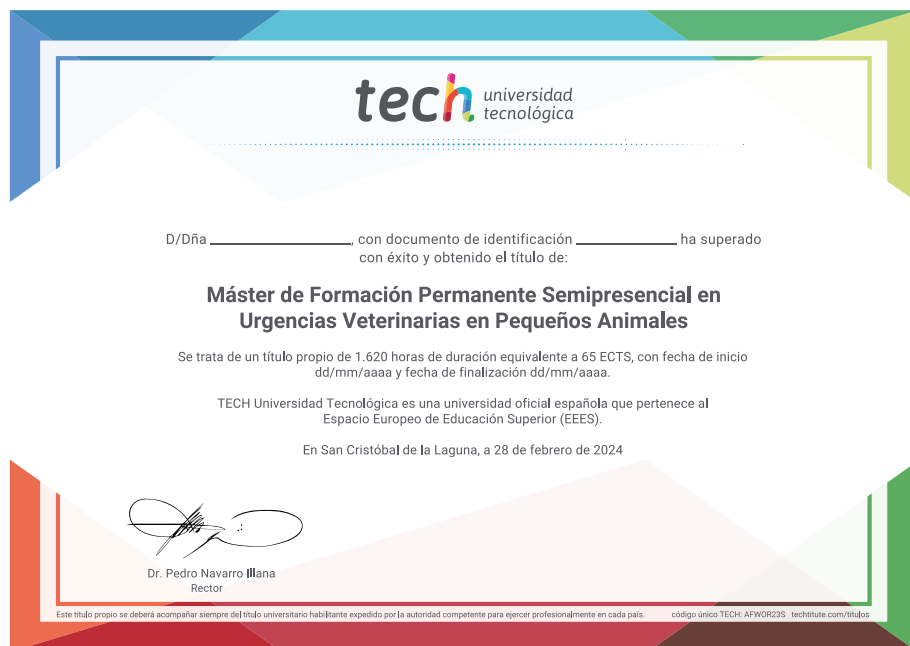 tech universidad
tecnológica
D/Dña ____________________, con documento de identificación ______________ ha superado
con éxito y obtenido el título de:
Máster de Formación Permanente Semipresencial en
Urgencias Veterinarias en Pequeños Animales
Se trata de un título propio de 1.620 horas de duración equivalente a 65 ECTS, con fecha de inicio
dd/mm/aaaa y fecha de finalización dd/mm/aaaa.
TECH Universidad Tecnológica es una universidad oficial española que pertenece al
Espacio Europeo de Educación Superior (EEES).
En San Cristóbal de la Laguna, a 28 de febrero de 2024
Dr. Pedro Navarro Illana
Rector
Este título propio se deberá acompañar siempre del título universitario habilitante expedido por la autoridad competente para ejercer profesionalmente en cada país. código único TECH: AFWOR23S techtitute.com/titulos